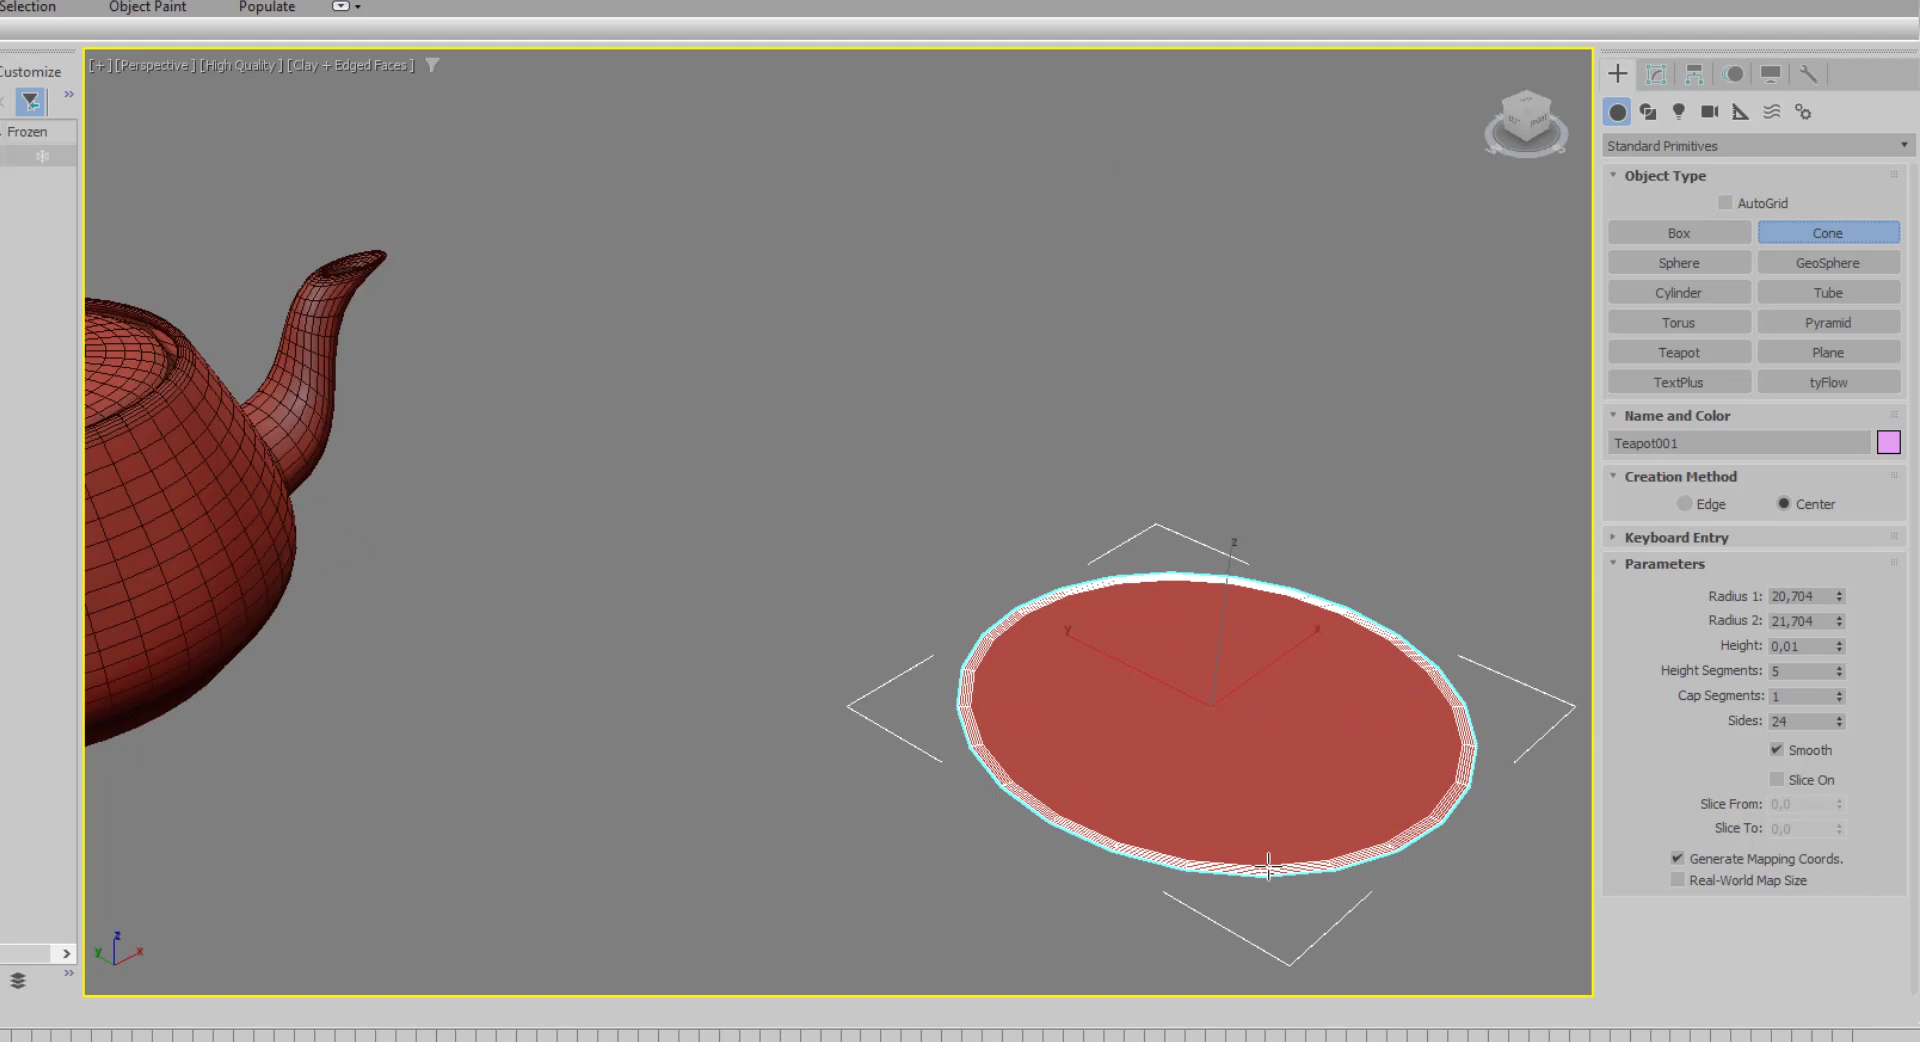 Selection Object Paint Populate
Customize
Frozen
[+] [Perspective ] [High Quality ] [Clay + Edged Faces ]
z
y
x
z
y
x
Standard Primitives
Object Type
AutoGrid
Box Cone
Sphere GeoSphere
Cylinder Tube
Torus Pyramid
Teapot Plane
TextPlus tyFlow
Name and Color
Teapot001
Creation Method
Edge Center
Keyboard Entry
Parameters
Radius 1: 20,704
Radius 2: 21,704
Height: 0,01
Height Segments: 5
Cap Segments: 1
Sides: 24
Smooth
Slice On
Slice From: 0,0
Slice To: 0,0
Generate Mapping Coords.
Real-World Map Size